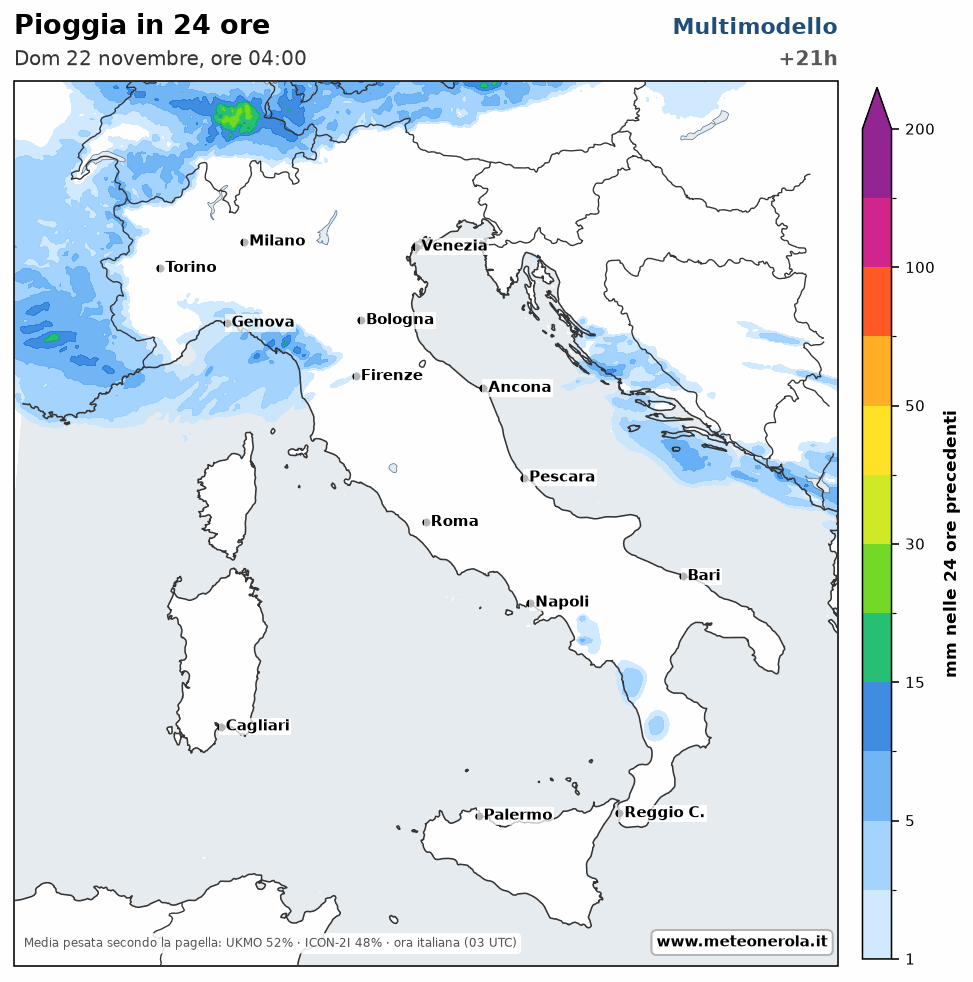 Pioggia in 24 ore
Multimodello
Dom 22 novembre, ore 04:00
+21h
200
100
50
30
15
5
1
mm nelle 24 ore precedenti
Milano
Venezia
Torino
Genova
Bologna
Firenze
Ancona
Pescara
Roma
Bari
Napoli
Cagliari
Palermo
Reggio C.
Media pesata secondo la pagella: UKMO 52% · ICON-2I 48% · ora italiana (03 UTC)
www.meteonerola.it